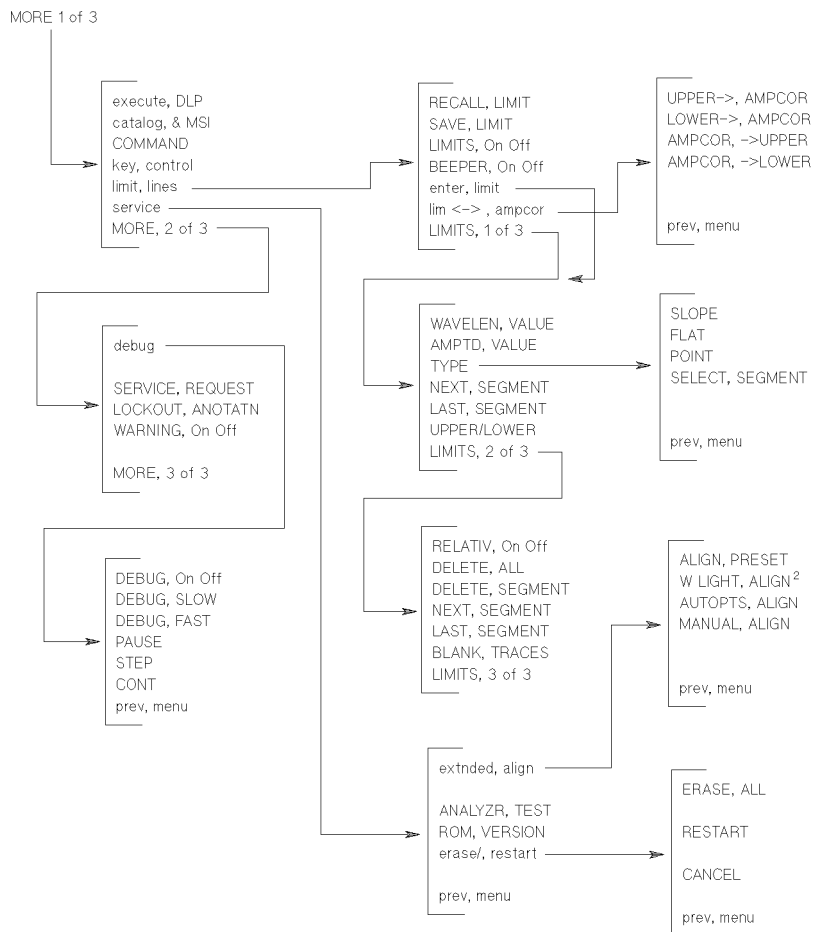 MORE 1 of 3
execute, DLP
catalog, & MSI
COMMAND
key, control
limit, lines
service
MORE, 2 of 3
RECALL, LIMIT
SAVE, LIMIT
LIMITS, On Off
BEEPER, On Off
enter, limit
lim <-> , ampcor
LIMITS, 1 of 3
UPPER->, AMPCOR
LOWER->, AMPCOR
AMPCOR, ->UPPER
AMPCOR, ->LOWER
prev, menu
debug
SERVICE, REQUEST
LOCKOUT, ANOTATN
WARNING, On Off
MORE, 3 of 3
WAVELEN, VALUE
AMPTD, VALUE
TYPE
NEXT, SEGMENT
LAST, SEGMENT
UPPER/LOWER
LIMITS, 2 of 3
SLOPE
FLAT
POINT
SELECT, SEGMENT
prev, menu
DEBUG, On Off
DEBUG, SLOW
DEBUG, FAST
PAUSE
STEP
CONT
prev, menu
RELATIV, On Off
DELETE, ALL
DELETE, SEGMENT
NEXT, SEGMENT
LAST, SEGMENT
BLANK, TRACES
LIMITS, 3 of 3
ALIGN, PRESET
W LIGHT, ALIGN²
AUTOPTS, ALIGN
MANUAL, ALIGN
prev, menu
extnded, align
ANALYZR, TEST
ROM, VERSION
erase/, restart
prev, menu
ERASE, ALL
RESTART
CANCEL
prev, menu